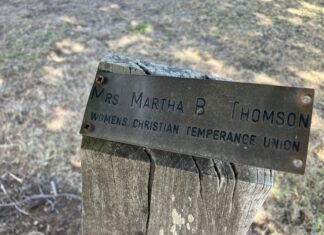 MRS. MARTHA B THOMSON
WOMENS CHRISTIAN TEMPERANCE UNION